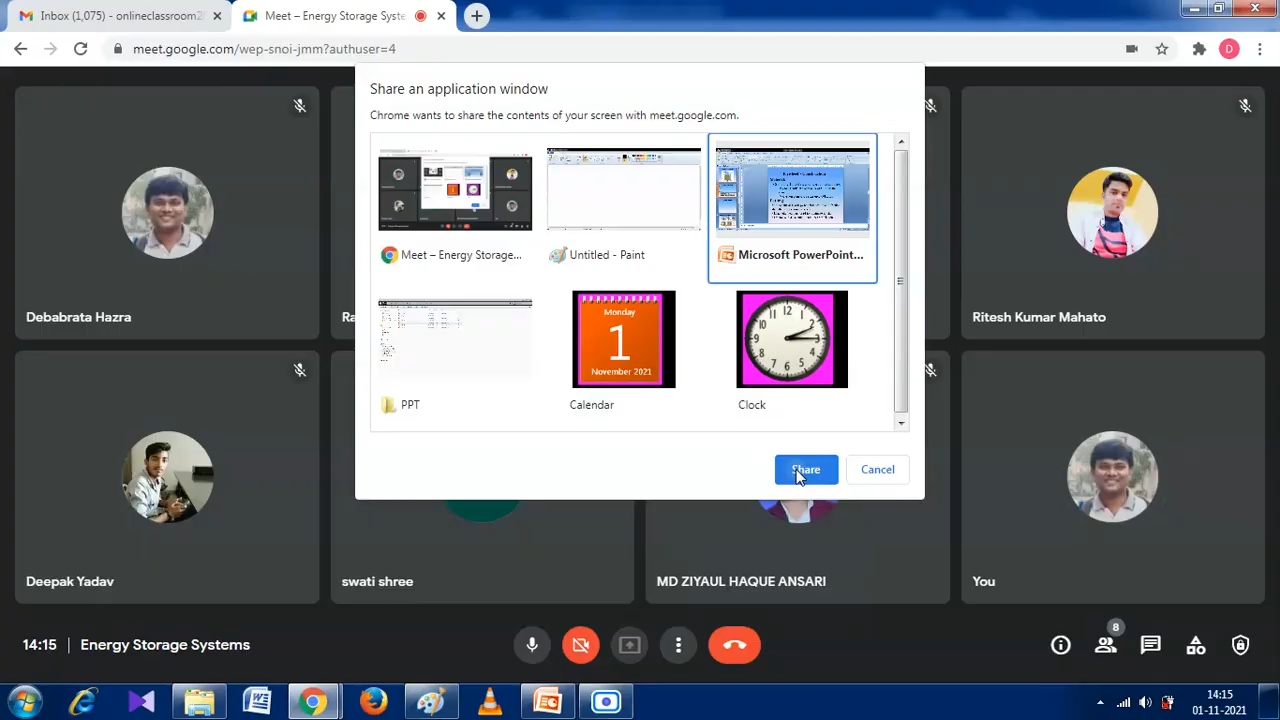 Inbox (1,075) - onlineclassroom2
Meet – Energy Storage Syste
meet.google.com/wep-snoi-jmm?authuser=4
D
Share an application window
Chrome wants to share the contents of your screen with meet.google.com.
Meet – Energy Storage...
Untitled - Paint
Microsoft PowerPoint...
Monday
1
November 2021
12
PPT
Calendar
Clock
Share
Cancel
Debabrata Hazra
Ra
Ritesh Kumar Mahato
Deepak Yadav
swati shree
MD ZIYAUL HAQUE ANSARI
You
14:15 | Energy Storage Systems
8
14:15
01-11-2021